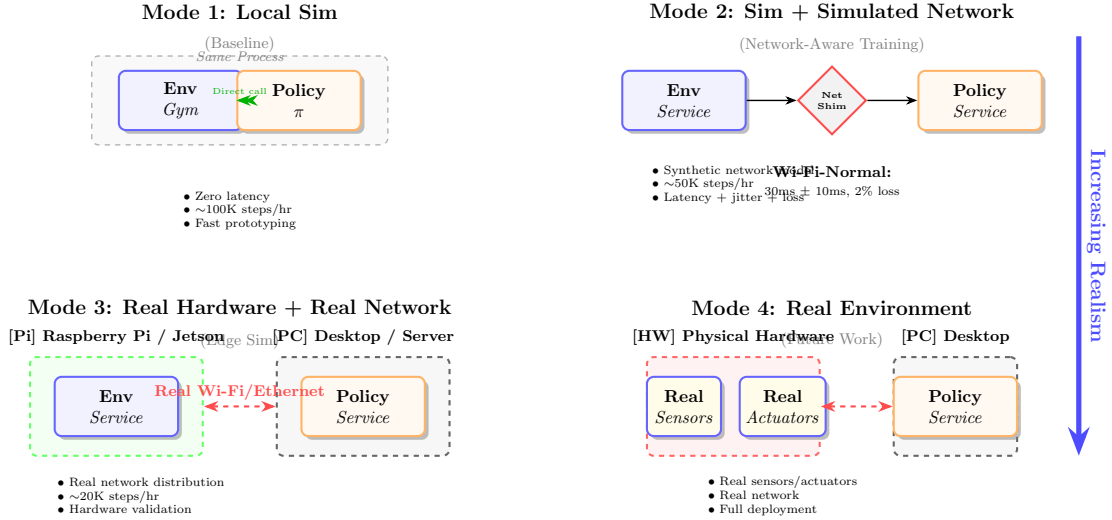 Mode 1: Local Sim
(Baseline)
Same Process
Env
Gym
Direct call
Policy
π
• Zero latency
• ~100K steps/hr
• Fast prototyping
Mode 2: Sim + Simulated Network
(Network-Aware Training)
Env
Service
Net
Shim
Policy
Service
• Synthetic network model
• ~50K steps/hr
• Latency + jitter + loss
Wi-Fi-Normal:
30ms ± 10ms, 2% loss
Increasing Realism
Mode 3: Real Hardware + Real Network
(Edge Sim)
[Pi] Raspberry Pi / Jetson
[PC] Desktop / Server
Env
Service
Real Wi-Fi/Ethernet
Policy
Service
• Real network distribution
• ~20K steps/hr
• Hardware validation
Mode 4: Real Environment
(Future Work)
[HW] Physical Hardware
[PC] Desktop
Real
Sensors
Real
Actuators
Policy
Service
• Real sensors/actuators
• Real network
• Full deployment